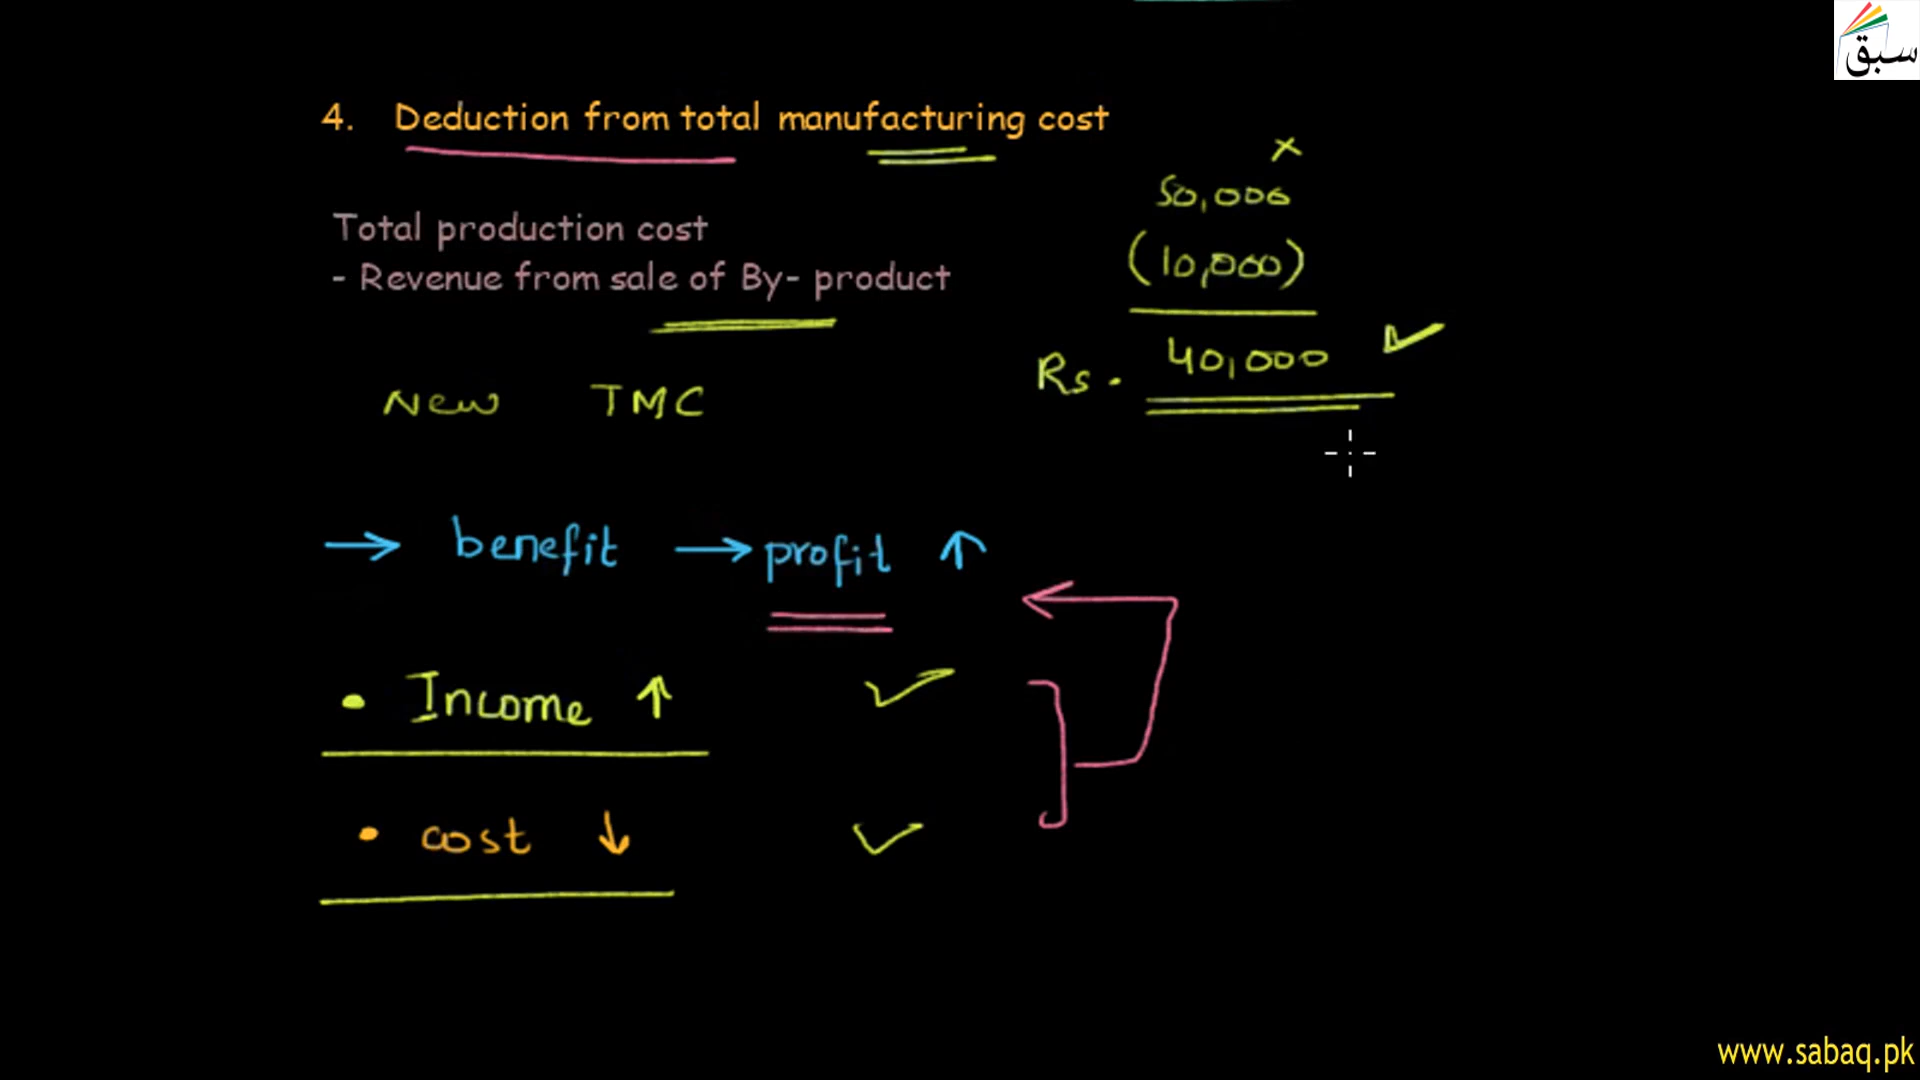 سبق
4. Deduction from total manufacturing cost
x
50,000
Total production cost
(10,000)
- Revenue from sale of By- product
Rs. 40,000
New TMC
→ benefit → profit ↑
• Income ↑
• cost ↓
www.sabaq.pk